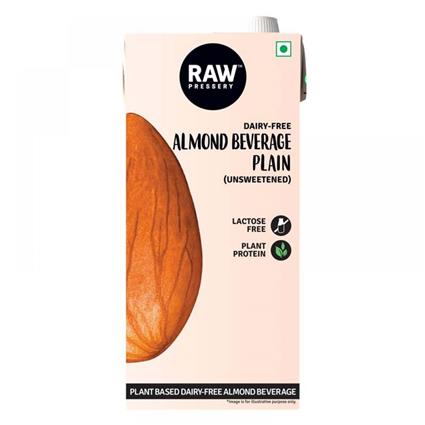 RAW™
PRESSERY
DAIRY-FREE
ALMOND BEVERAGE
PLAIN
(UNSWEETENED)
LACTOSE
FREE
PLANT
PROTEIN
PLANT BASED DAIRY-FREE ALMOND BEVERAGE
*Image is for illustrative purpose only.